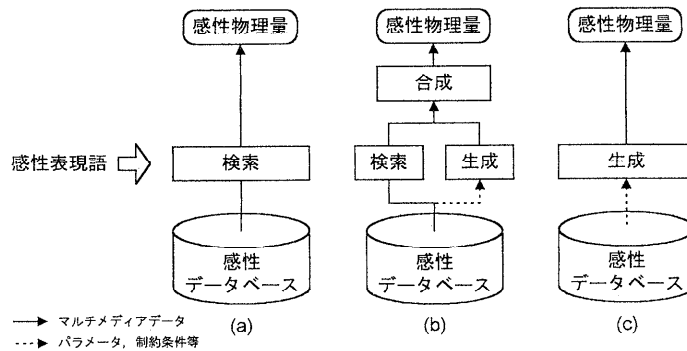 感性物理量
感性物理量
感性物理量
合成
感性表現語
検索
検索
生成
生成
感性
データベース
感性
データベース
感性
データベース
マルチメディアデータ
パラメータ，制約条件等
(a)
(b)
(c)